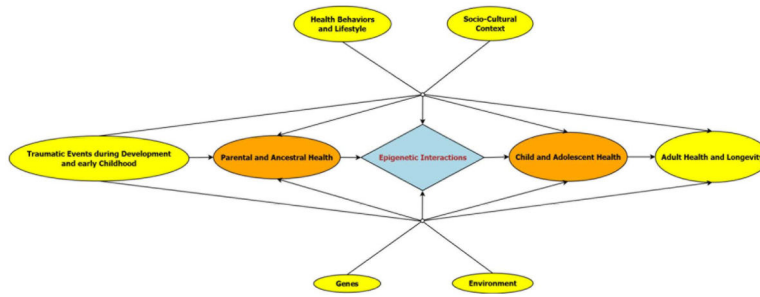 Health Behaviors
and Lifestyle
Socio-Cultural
Context
Traumatic Events during Development
and early Childhood
Parental and Ancestral Health
Epigenetic Interactions
Child and Adolescent Health
Adult Health and Longevity
Genes
Environment